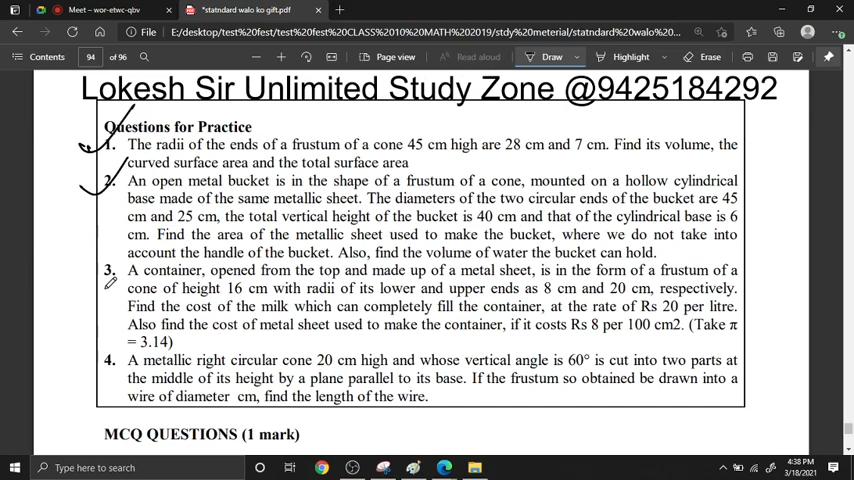 Meet – wor-etwc-qbv
*statndard walo ko gift.pdf
File
E:/desktop/test%20fest/test%20fest%20CLASS%2010%20MATH%202019/stdy%20meterial/statndard%20walo%20...
Contents
94
of 96
Page view
Read aloud
Draw
Highlight
Erase
Lokesh Sir Unlimited Study Zone @9425184292
Questions for Practice
1. The radii of the ends of a frustum of a cone 45 cm high are 28 cm and 7 cm. Find its volume, the
curved surface area and the total surface area
2. An open metal bucket is in the shape of a frustum of a cone, mounted on a hollow cylindrical
base made of the same metallic sheet. The diameters of the two circular ends of the bucket are 45
cm and 25 cm, the total vertical height of the bucket is 40 cm and that of the cylindrical base is 6
cm. Find the area of the metallic sheet used to make the bucket, where we do not take into
account the handle of the bucket. Also, find the volume of water the bucket can hold.
3. A container, opened from the top and made up of a metal sheet, is in the form of a frustum of a
cone of height 16 cm with radii of its lower and upper ends as 8 cm and 20 cm, respectively.
Find the cost of the milk which can completely fill the container, at the rate of Rs 20 per litre.
Also find the cost of metal sheet used to make the container, if it costs Rs 8 per 100 cm2. (Take π
= 3.14)
4. A metallic right circular cone 20 cm high and whose vertical angle is 60° is cut into two parts at
the middle of its height by a plane parallel to its base. If the frustum so obtained be drawn into a
wire of diameter cm, find the length of the wire.
MCQ QUESTIONS (1 mark)
Type here to search
4:38 PM
3/18/2021